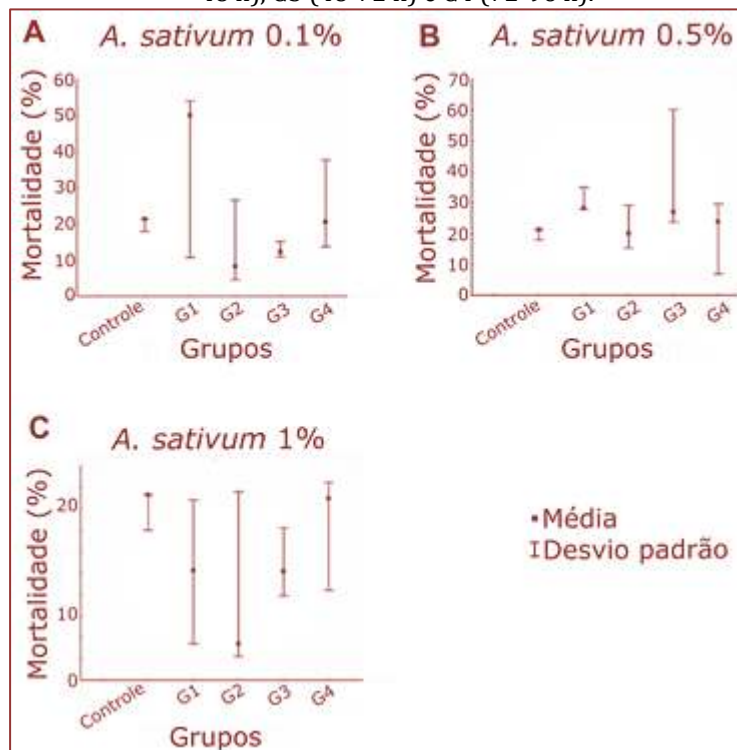 A A. sativum 0.1%
Mortalidade (%)
60
50
40
30
20
10
0
Controle G1 G2 G3 G4
Grupos
B A. sativum 0.5%
Mortalidade (%)
70
60
50
40
30
20
10
0
Controle G1 G2 G3 G4
Grupos
C A. sativum 1%
Mortalidade (%)
20
10
0
Controle G1 G2 G3 G4
Grupos
Média
Desvio padrão